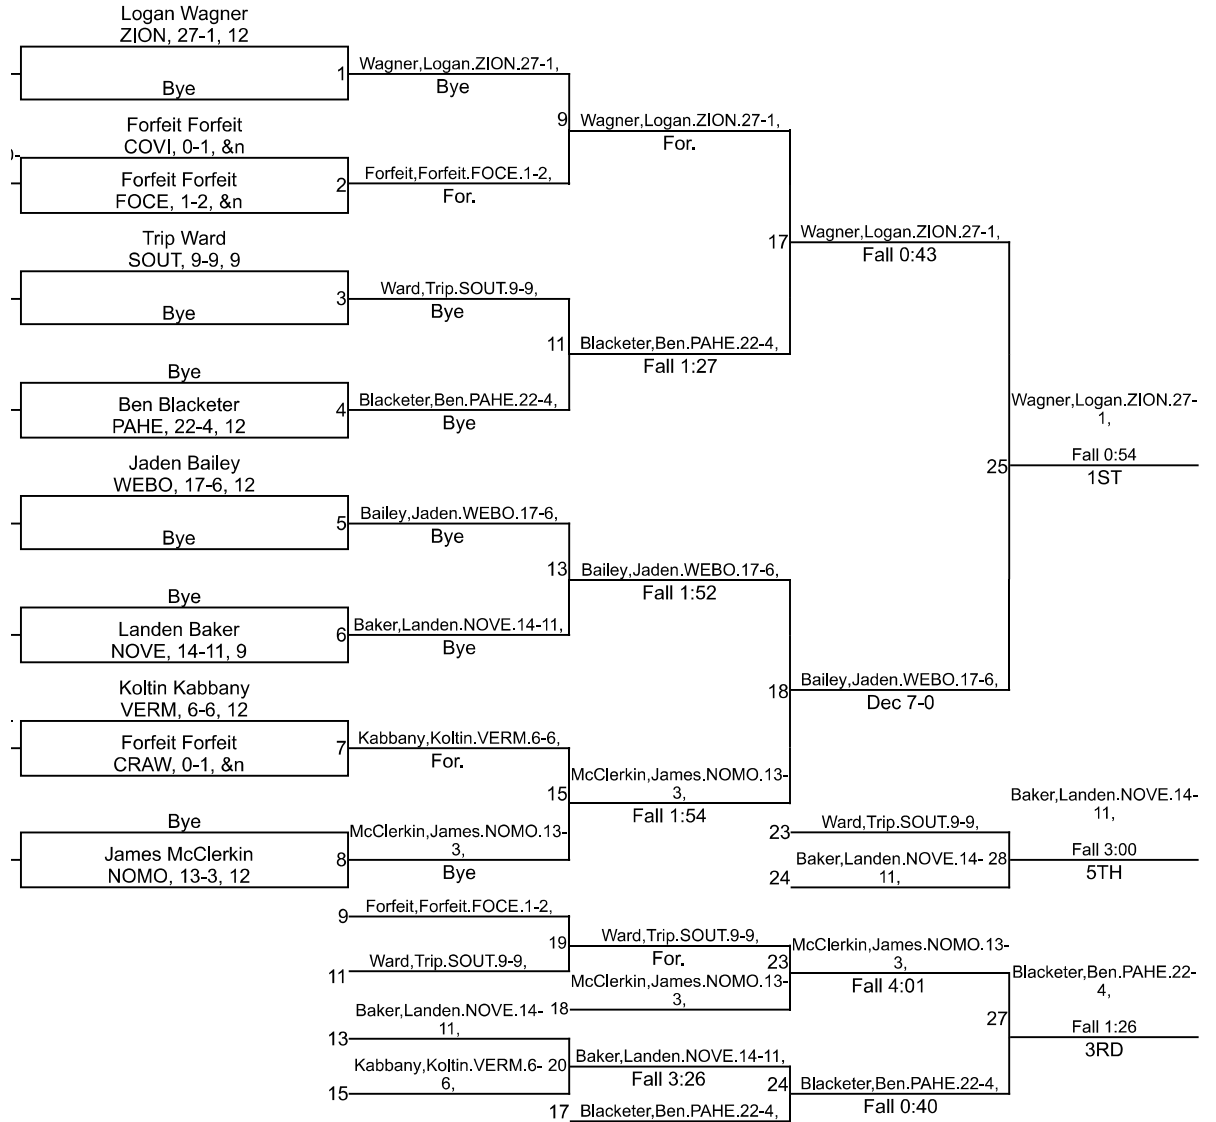 Logan Wagner
ZION, 27-1, 12
1
Wagner,Logan.ZION.27-1,
Bye
Bye
9
Wagner,Logan.ZION.27-1,
For.
Forfeit Forfeit
COVI, 0-1, &n
Forfeit Forfeit
FOCE, 1-2, &n
2
Forfeit,Forfeit.FOCE.1-2,
For.
Trip Ward
SOUT, 9-9, 9
17
Wagner,Logan.ZION.27-1,
Fall 0:43
3
Ward,Trip.SOUT.9-9,
Bye
Bye
11
Blacketer,Ben.PAHE.22-4,
Fall 1:27
Bye
Ben Blacketer
PAHE, 22-4, 12
4
Blacketer,Ben.PAHE.22-4,
Bye
Wagner,Logan.ZION.27-
1,
25
Fall 0:54
1ST
Jaden Bailey
WEBO, 17-6, 12
5
Bailey,Jaden.WEBO.17-6,
Bye
Bye
13
Bailey,Jaden.WEBO.17-6,
Fall 1:52
Bye
Landen Baker
NOVE, 14-11, 9
6
Baker,Landen.NOVE.14-11,
Bye
Koltin Kabbany
VERM, 6-6, 12
18
Bailey,Jaden.WEBO.17-6,
Dec 7-0
Forfeit Forfeit
CRAW, 0-1, &n
7
Kabbany,Koltin.VERM.6-6,
For.
15
McClerkin,James.NOMO.13-
3,
Fall 1:54
Bye
James McClerkin
NOMO, 13-3, 12
8
McClerkin,James.NOMO.13-
3,
Bye
23
Ward,Trip.SOUT.9-9,
24
Baker,Landen.NOVE.14-
11,
28
Baker,Landen.NOVE.14-
11,
Fall 3:00
5TH
9
Forfeit,Forfeit.FOCE.1-2,
11
Ward,Trip.SOUT.9-9,
19
Ward,Trip.SOUT.9-9,
For.
18
McClerkin,James.NOMO.13-
3,
23
McClerkin,James.NOMO.13-
3,
Fall 4:01
13
Baker,Landen.NOVE.14-
11,
15
Kabbany,Koltin.VERM.6-
6,
20
Baker,Landen.NOVE.14-11,
Fall 3:26
17
Blacketer,Ben.PAHE.22-4,
24
Blacketer,Ben.PAHE.22-4,
Fall 0:40
27
Blacketer,Ben.PAHE.22-
4,
Fall 1:26
3RD